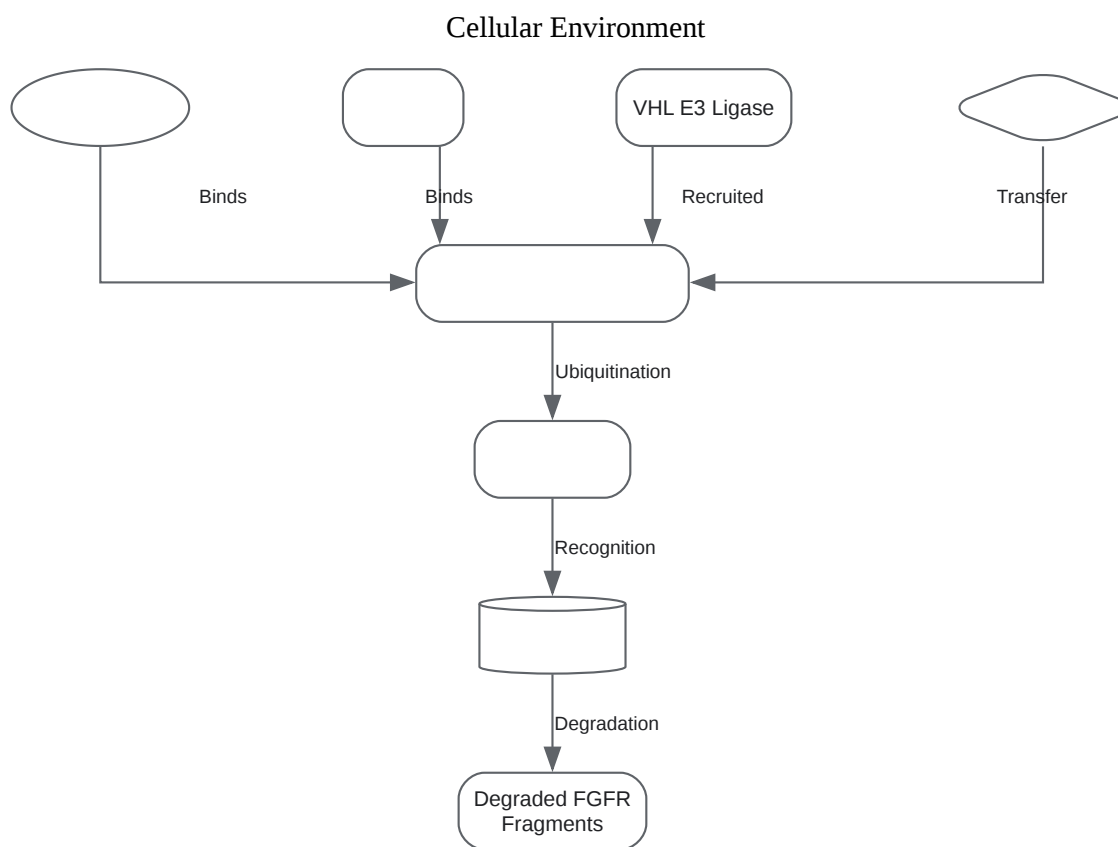 Cellular Environment
VHL E3 Ligase
Binds
Binds
Recruited
Transfer
Ubiquitination
Recognition
Degradation
Degraded FGFR
Fragments